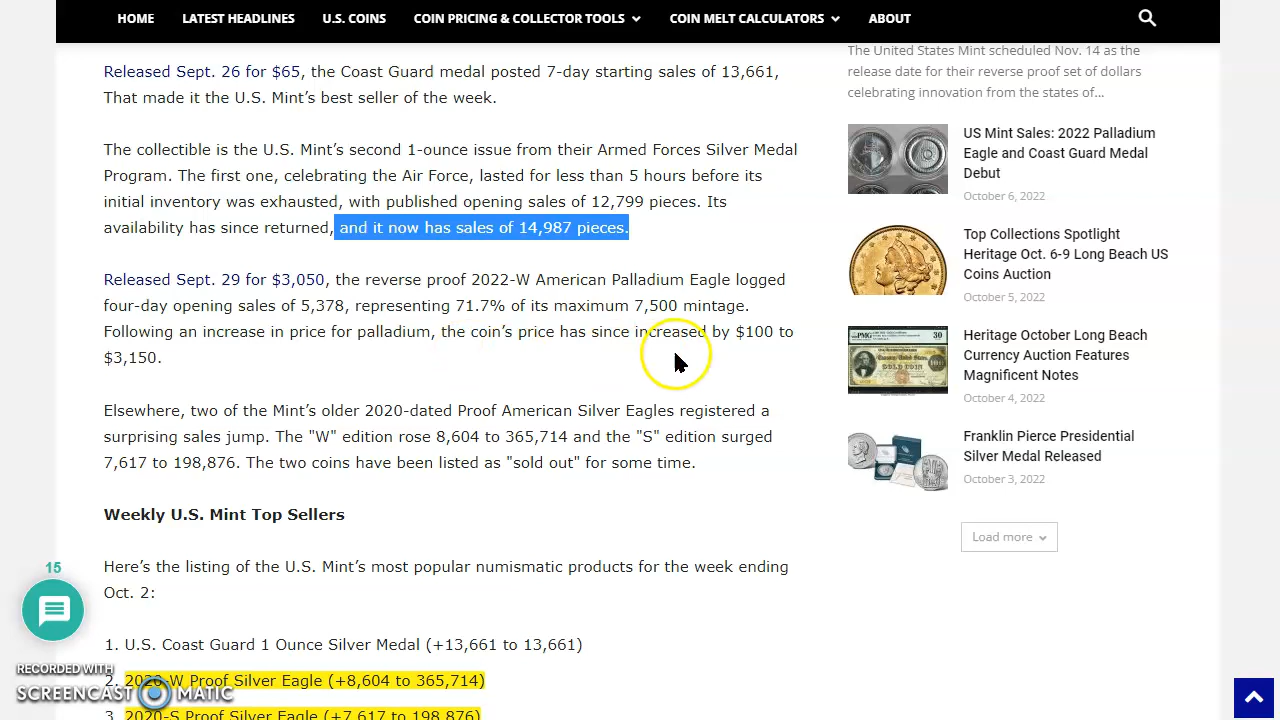 HOME LATEST HEADLINES U.S. COINS COIN PRICING & COLLECTOR TOOLS COIN MELT CALCULATORS ABOUT
Released Sept. 26 for $65, the Coast Guard medal posted 7-day starting sales of 13,661,
That made it the U.S. Mint's best seller of the week.
The collectible is the U.S. Mint's second 1-ounce issue from their Armed Forces Silver Medal
Program. The first one, celebrating the Air Force, lasted for less than 5 hours before its
initial inventory was exhausted, with published opening sales of 12,799 pieces. Its
availability has since returned, and it now has sales of 14,987 pieces.
Released Sept. 29 for $3,050, the reverse proof 2022-W American Palladium Eagle logged
four-day opening sales of 5,378, representing 71.7% of its maximum 7,500 mintage.
Following an increase in price for palladium, the coin's price has since increased by $100 to
$3,150.
Elsewhere, two of the Mint's older 2020-dated Proof American Silver Eagles registered a
surprising sales jump. The "W" edition rose 8,604 to 365,714 and the "S" edition surged
7,617 to 198,876. The two coins have been listed as "sold out" for some time.
Weekly U.S. Mint Top Sellers
Here's the listing of the U.S. Mint's most popular numismatic products for the week ending
Oct. 2:
1. U.S. Coast Guard 1 Ounce Silver Medal (+13,661 to 13,661)
2. 2020-W Proof Silver Eagle (+8,604 to 365,714)
3. 2020-S Proof Silver Eagle (+7,617 to 198,876)
The United States Mint scheduled Nov. 14 as the
release date for their reverse proof set of dollars
celebrating innovation from the states of...
US Mint Sales: 2022 Palladium
Eagle and Coast Guard Medal
Debut
October 6, 2022
Top Collections Spotlight
Heritage Oct. 6-9 Long Beach US
Coins Auction
October 5, 2022
PMG
30
Heritage October Long Beach
Currency Auction Features
Magnificent Notes
October 4, 2022
Franklin Pierce Presidential
Silver Medal Released
October 3, 2022
Load more
15
RECORDED WITH
SCREENCAST MATIC